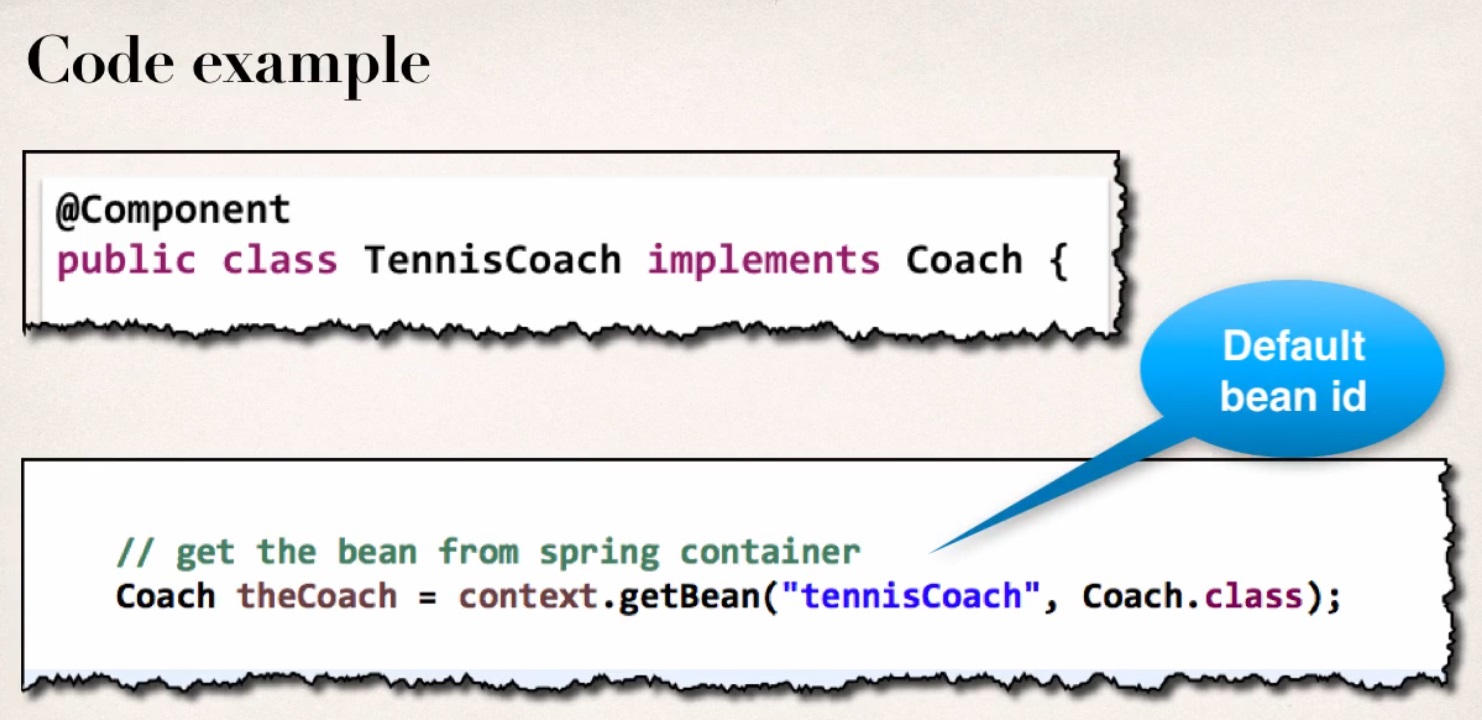 Code example
@Component
public class TennisCoach implements Coach {
Default
bean id
// get the bean from spring container
Coach theCoach = context.getBean("tennisCoach", Coach.class);